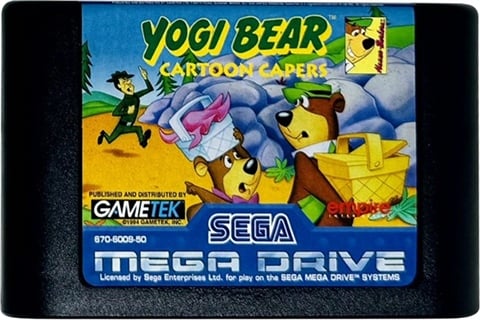 YOGI BEAR™
CARTOON CAPERS
PUBLISHED AND DISTRIBUTED BY
GAMETEK
©1994 GAMETEK, INC.
empire
SEGA
670-6009-50
MEGA DRIVE
Licensed by Sega Enterprises Ltd. for play on the SEGA MEGA DRIVE™ SYSTEMS